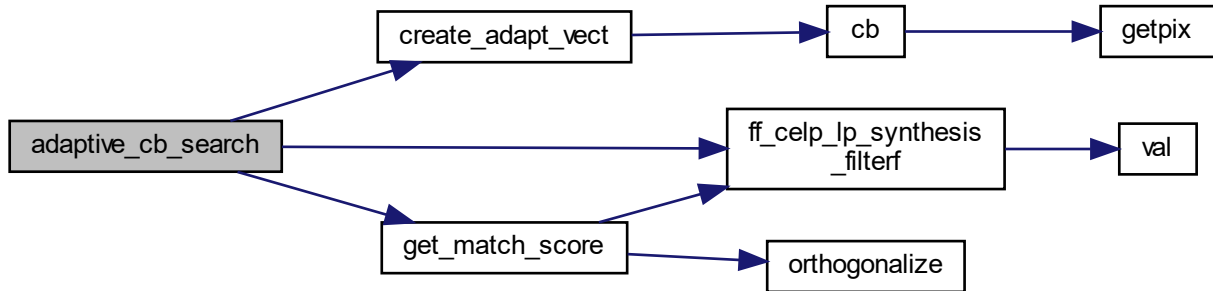 create_adapt_vect
cb
getpix
adaptive_cb_search
ff_celp_lp_synthesis
_filterf
val
get_match_score
orthogonalize